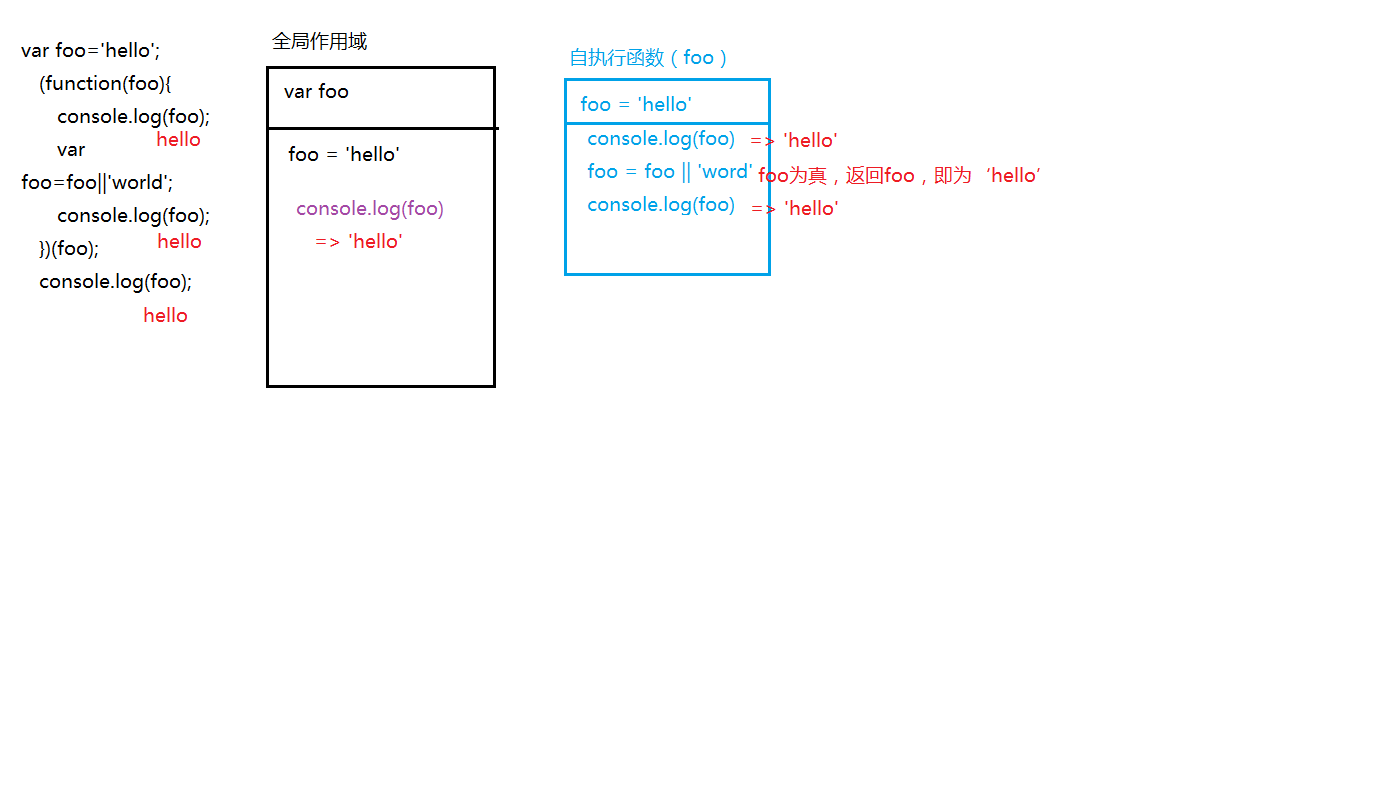 var foo='hello';
(function(foo){
console.log(foo);
hello
var
foo=foo||'world';
console.log(foo);
hello
})(foo);
console.log(foo);
hello
全局作用域
var foo
foo = 'hello'
console.log(foo)
=> 'hello'
自执行函数（foo）
foo = 'hello'
console.log(foo) => 'hello'
foo = foo || 'word' foo为真，返回foo，即为‘hello’
console.log(foo) => 'hello'